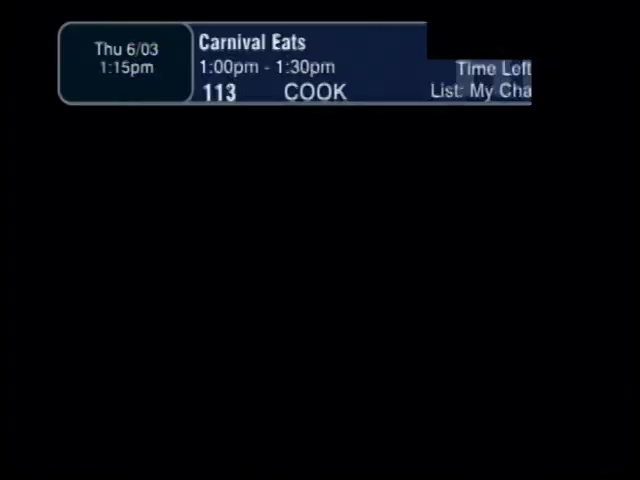 Thu 6/03
1:15pm
Carnival Eats
1:00pm - 1:30pm
Time Left
113 COOK
List: My Cha